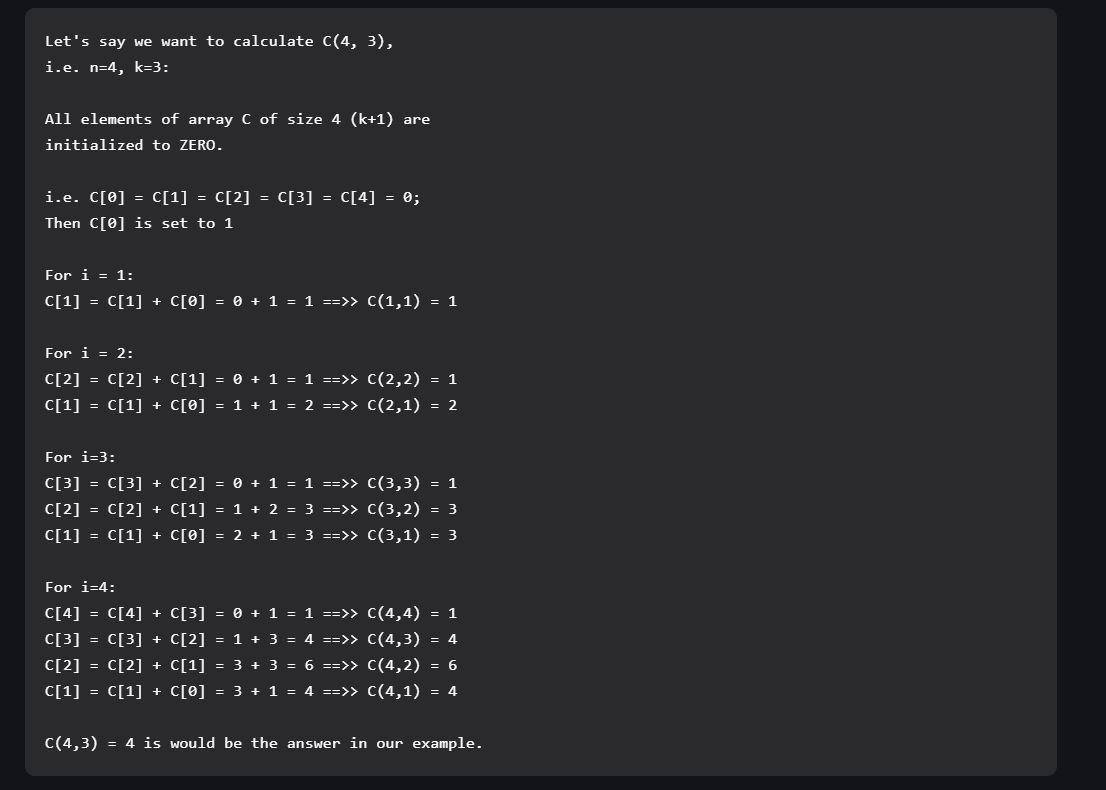 Let's say we want to calculate C(4, 3),
i.e. n=4, k=3:
All elements of array C of size 4 (k+1) are
initialized to ZERO.
i.e. C[0] = C[1] = C[2] = C[3] = C[4] = 0;
Then C[0] is set to 1
For i = 1:
C[1] = C[1] + C[0] = 0 + 1 = 1 ==>> C(1,1) = 1
For i = 2:
C[2] = C[2] + C[1] = 0 + 1 = 1 ==>> C(2,2) = 1
C[1] = C[1] + C[0] = 1 + 1 = 2 ==>> C(2,1) = 2
For i=3:
C[3] = C[3] + C[2] = 0 + 1 = 1 ==>> C(3,3) = 1
C[2] = C[2] + C[1] = 1 + 2 = 3 ==>> C(3,2) = 3
C[1] = C[1] + C[0] = 2 + 1 = 3 ==>> C(3,1) = 3
For i=4:
C[4] = C[4] + C[3] = 0 + 1 = 1 ==>> C(4,4) = 1
C[3] = C[3] + C[2] = 1 + 3 = 4 ==>> C(4,3) = 4
C[2] = C[2] + C[1] = 3 + 3 = 6 ==>> C(4,2) = 6
C[1] = C[1] + C[0] = 3 + 1 = 4 ==>> C(4,1) = 4
C(4,3) = 4 is would be the answer in our example.